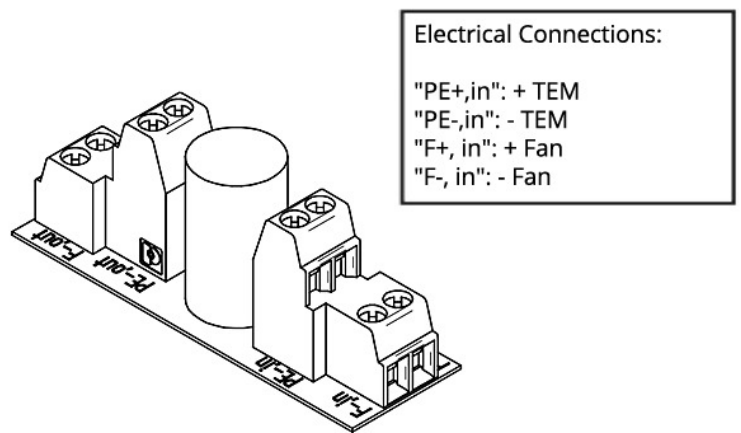 Electrical Connections:
"PE+,in": + TEM
"PE-,in": - TEM
"F+, in": + Fan
"F-, in": - Fan
F-,out
PE-,out
PE-,in
F-,in